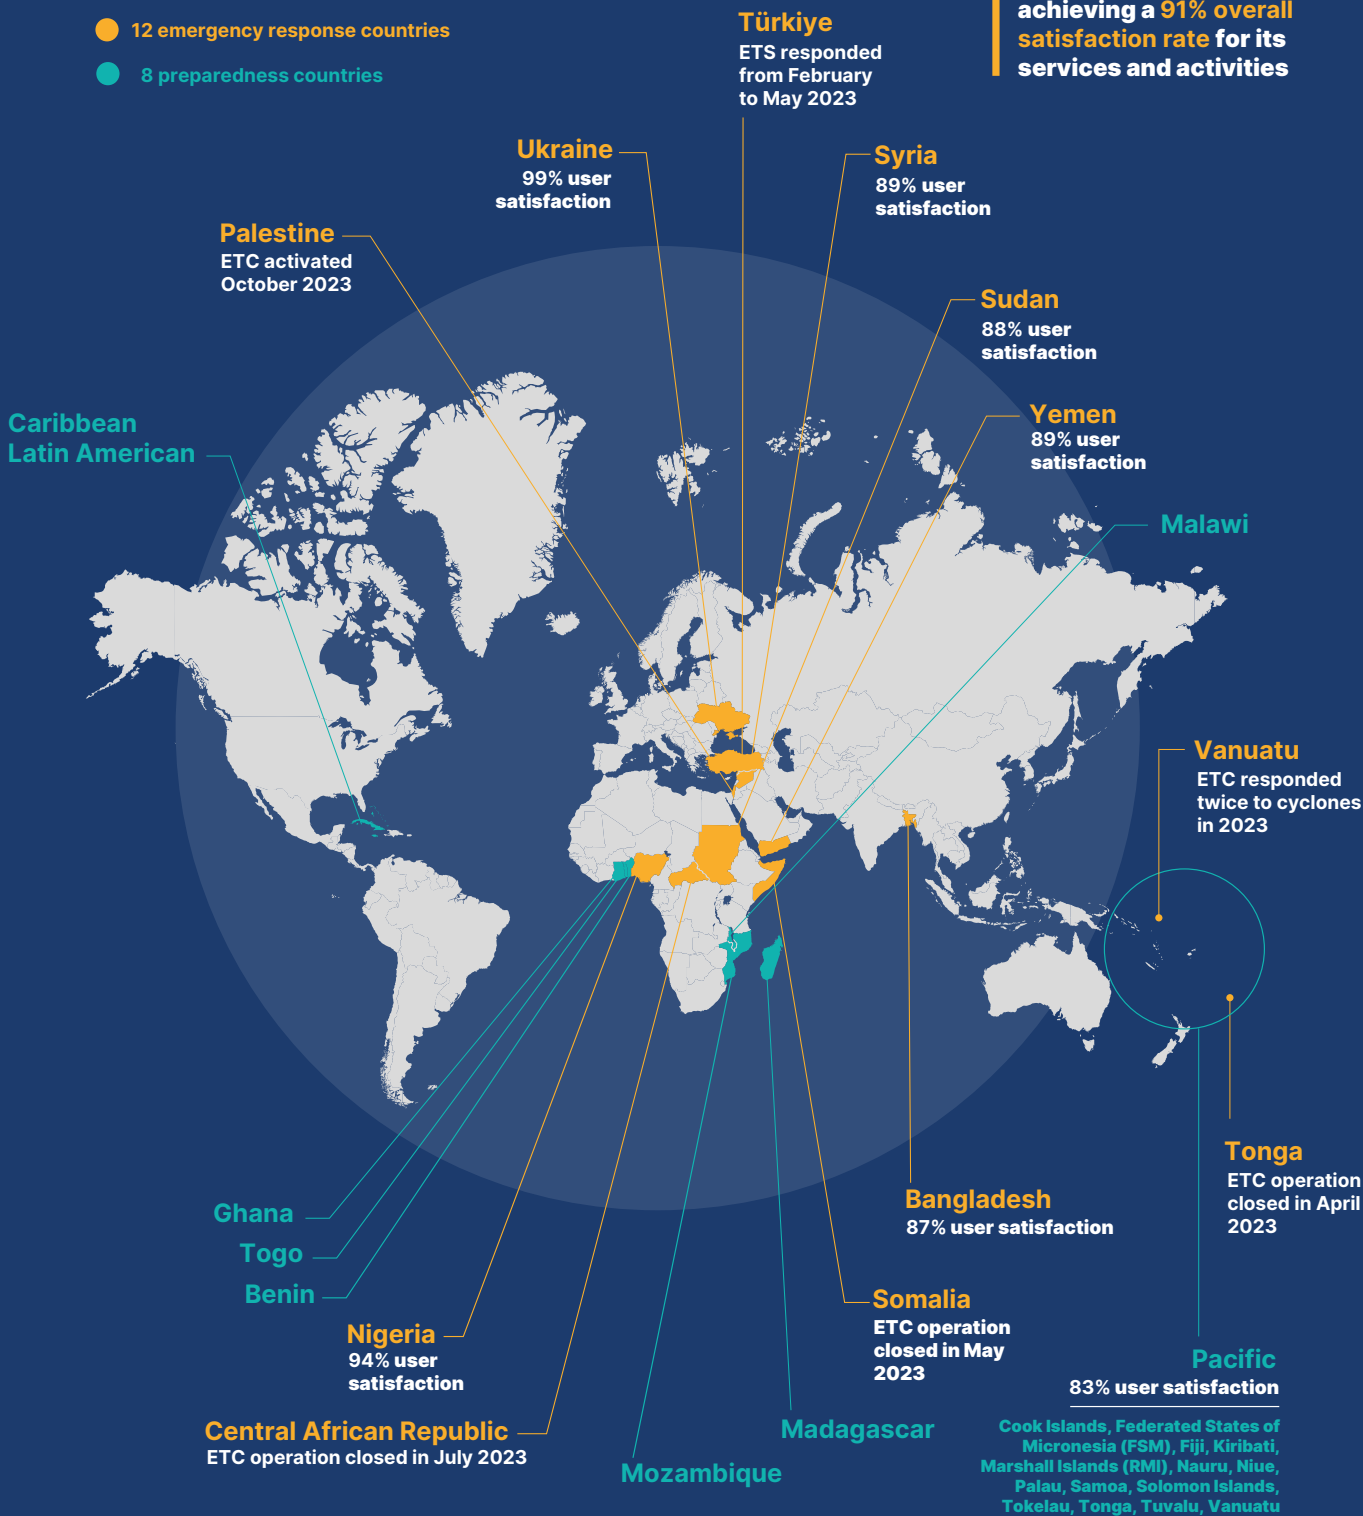 12 emergency response countries
8 preparedness countries
achieving a 91% overall
satisfaction rate for its
services and activities
Türkiye
ETS responded
from February
to May 2023
Ukraine
99% user
satisfaction
Syria
89% user
satisfaction
Palestine
ETC activated
October 2023
Sudan
88% user
satisfaction
Caribbean
Latin American
Yemen
89% user
satisfaction
Malawi
Vanuatu
ETC responded
twice to cyclones
in 2023
Tonga
ETC operation
closed in April
2023
Bangladesh
87% user satisfaction
Ghana
Togo
Benin
Somalia
ETC operation
closed in May
2023
Nigeria
94% user
satisfaction
Pacific
83% user satisfaction
Cook Islands, Federated States of
Micronesia (FSM), Fiji, Kiribati,
Marshall Islands (RMI), Nauru, Niue,
Palau, Samoa, Solomon Islands,
Tokelau, Tonga, Tuvalu, Vanuatu
Central African Republic
ETC operation closed in July 2023
Madagascar
Mozambique